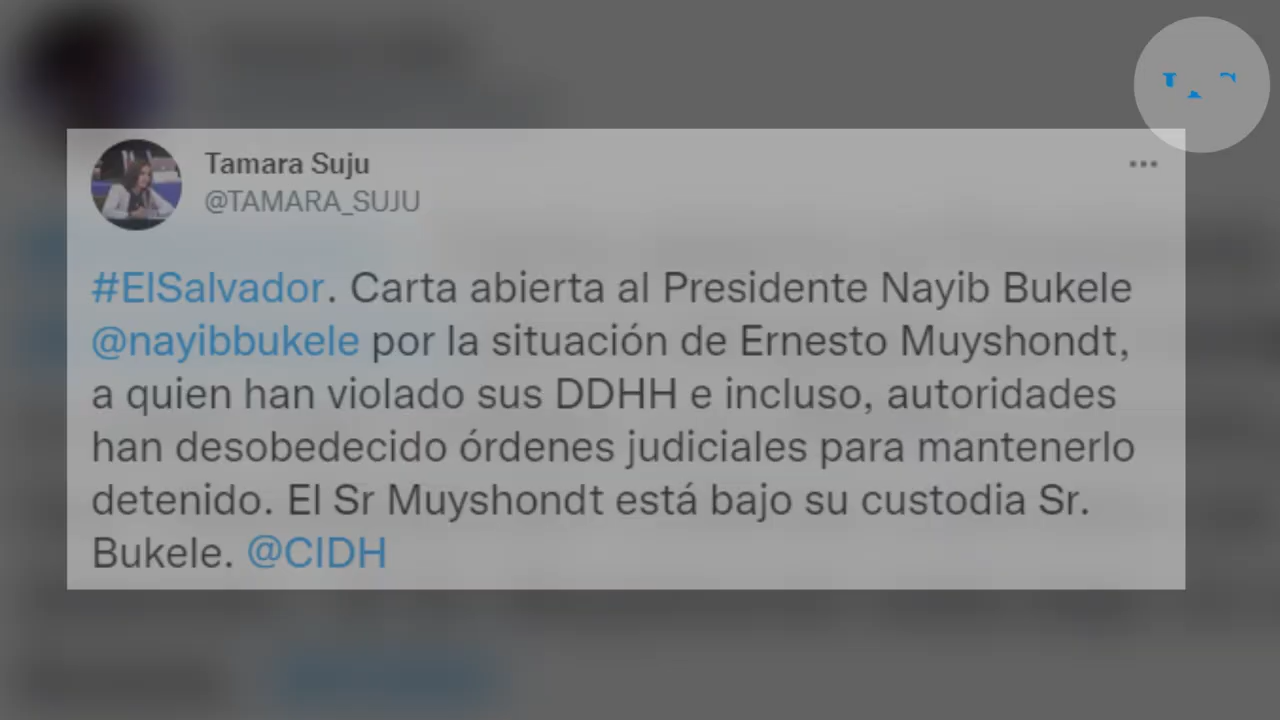 Tamara Suju
@TAMARA_SUJU
#ElSalvador. Carta abierta al Presidente Nayib Bukele
@nayibbukele por la situación de Ernesto Muyshondt,
a quien han violado sus DDHH e incluso, autoridades
han desobedecido órdenes judiciales para mantenerlo
detenido. El Sr Muyshondt está bajo su custodia Sr.
Bukele. @CIDH